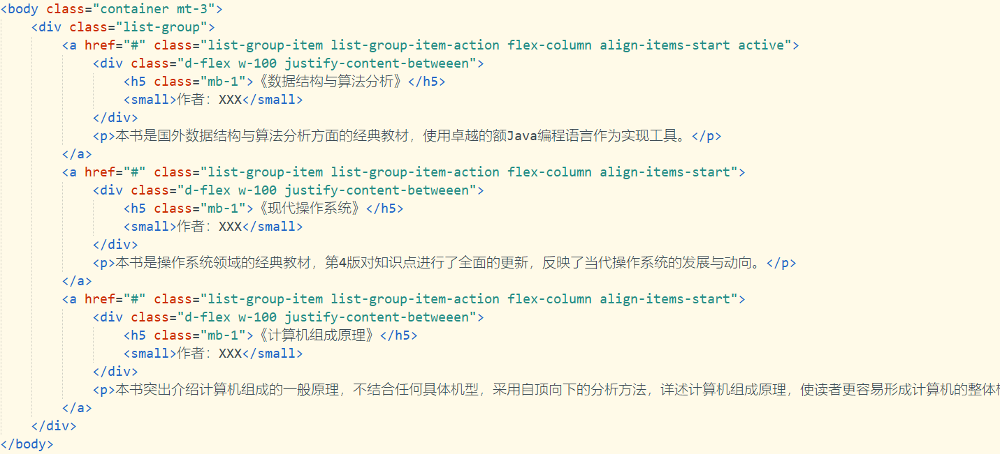 <body class="container mt-3">
<div class="list-group">
<a href="#" class="list-group-item list-group-item-action flex-column align-items-start active">
<div class="d-flex w-100 justify-content-betweeen">
<h5 class="mb-1">《数据结构与算法分析》</h5>
<small>作者：XXX</small>
</div>
<p>本书是国外数据结构与算法分析方面的经典教材，使用卓越的额Java编程语言作为实现工具。</p>
</a>
<a href="#" class="list-group-item list-group-item-action flex-column align-items-start">
<div class="d-flex w-100 justify-content-betweeen">
<h5 class="mb-1">《现代操作系统》</h5>
<small>作者：XXX</small>
</div>
<p>本书是操作系统领域的经典教材，第4版对知识点进行了全面的更新，反映了当代操作系统的发展与动向。</p>
</a>
<a href="#" class="list-group-item list-group-item-action flex-column align-items-start">
<div class="d-flex w-100 justify-content-betweeen">
<h5 class="mb-1">《计算机组成原理》</h5>
<small>作者：XXX</small>
</div>
<p>本书突出介绍计算机组成的一般原理，不结合任何具体机型，采用自顶向下的分析方法，详述计算机组成原理，使读者更容易形成计算机的整体
</a>
</div>
</body>